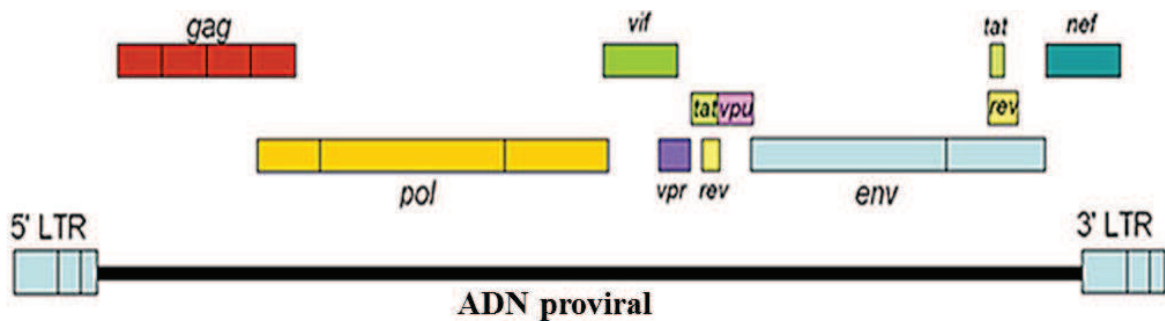 gag
vif
tat
nef
tat vpu
rev
pol
vpr
rev
env
5' LTR
3' LTR
ADN proviral